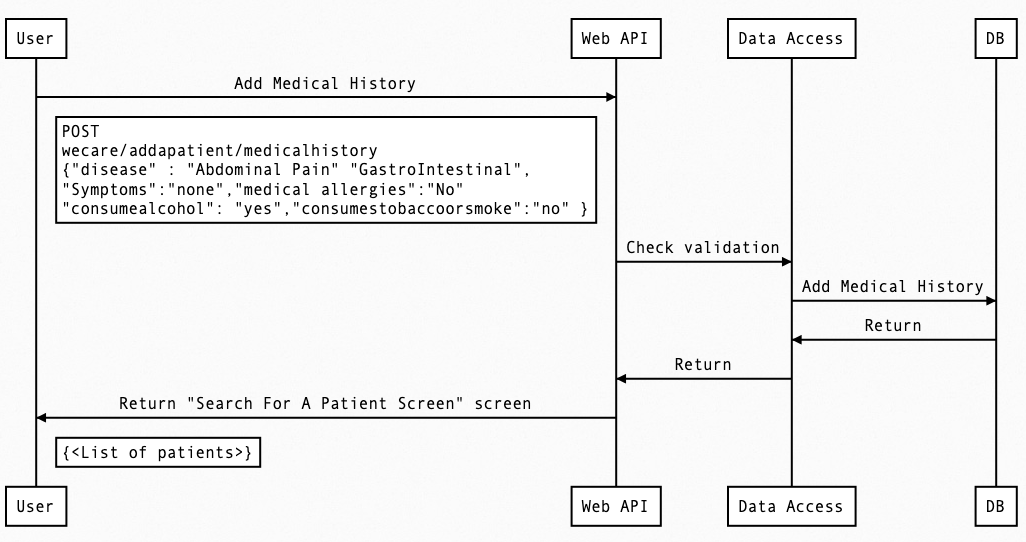 User
Web API
Data Access
DB
Add Medical History
POST
wecare/addapatient/medicalhistory
{"disease" : "Abdominal Pain" "GastroIntestinal",
"Symptoms":"none","medical allergies":"No"
"consumealcohol": "yes","consumestobaccoorsmoke":"no" }
Check validation
Add Medical History
Return
Return
Return "Search For A Patient Screen" screen
{<List of patients>}
User
Web API
Data Access
DB